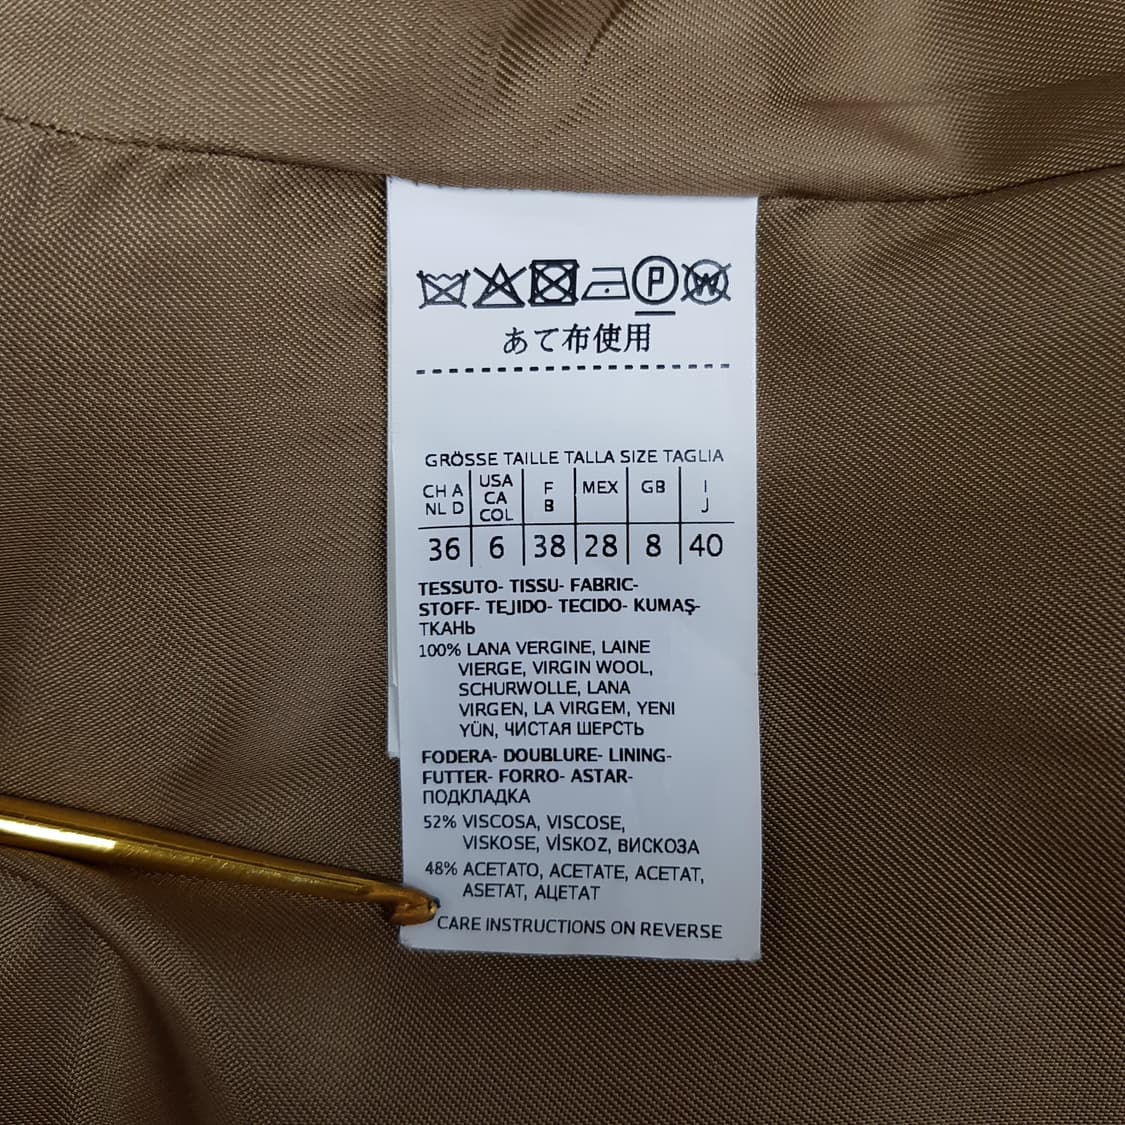 P W
あて布使用
GRÖSSE TAILLE TALLA SIZE TAGLIA
CH A NL D USA CA COL F B MEX GB I J
36 6 38 28 8 40
TESSUTO- TISSU- FABRIC-
STOFF- TEJIDO- TECIDO- KUMAŞ-
ТКАНЬ
100% LANA VERGINE, LAINE
VIERGE, VIRGIN WOOL,
SCHURWOLLE, LANA
VIRGEN, LA VIRGEM, YENI
YÜN, ЧИСТАЯ ШЕРСТЬ
FODERA- DOUBLURE- LINING-
FUTTER- FORRO- ASTAR-
ПОДКЛАДКА
52% VISCOSA, VISCOSE,
VISKOSE, VİSKOZ, ВИСКОЗА
48% ACETATO, ACETATE, ACETAT,
ASETAT, АЦЕТАТ
CARE INSTRUCTIONS ON REVERSE